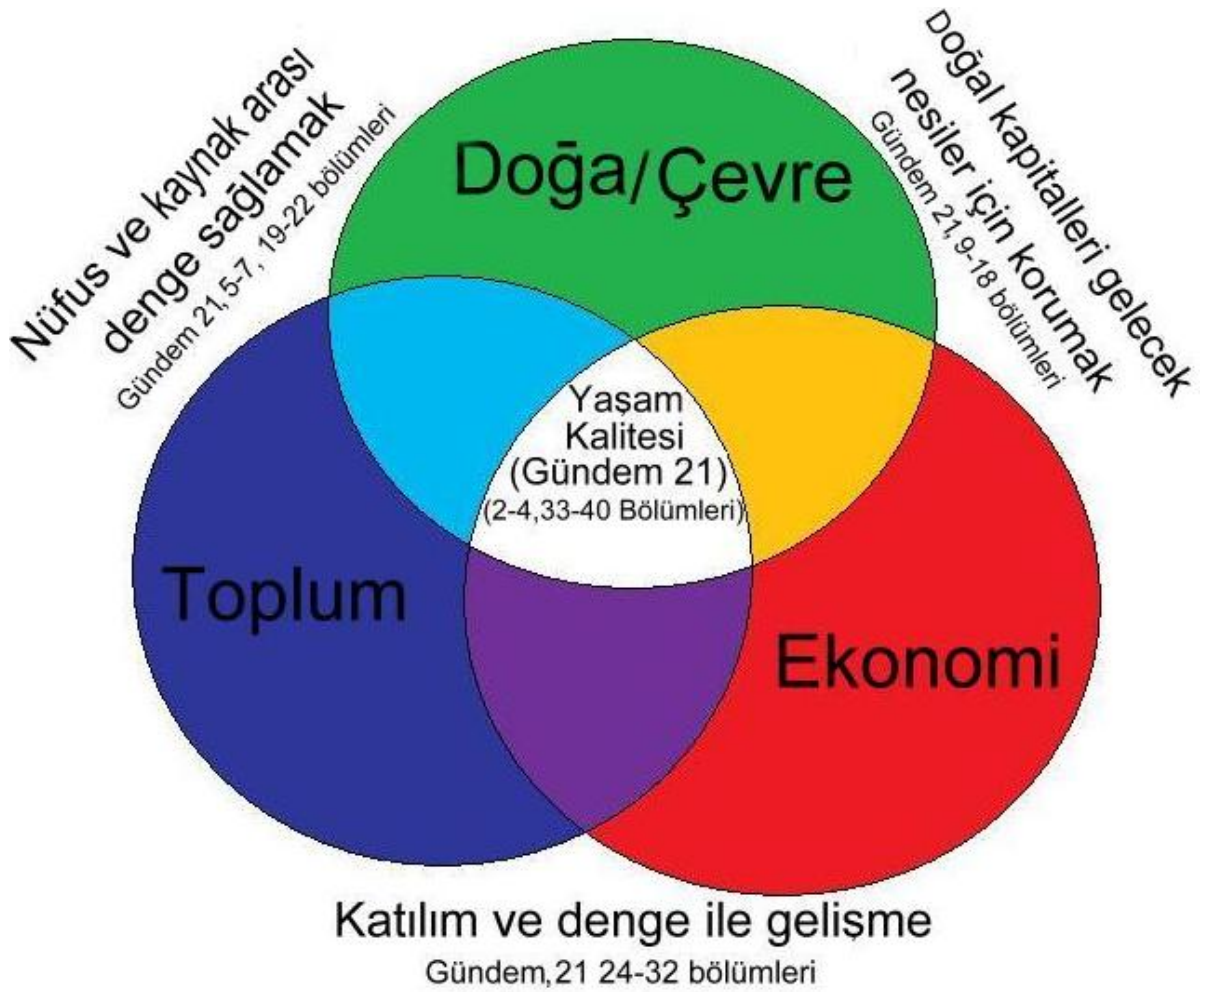 Nüfus ve kaynak arası
denge sağlamak
Gündem 21,5-7, 19-22 bölümleri
Doğal kapitalleri gelecek
nesiler için korumak
Gündem 21,9-18 bölümleri
Doğa/Çevre
Yaşam
Kalitesi
(Gündem 21)
(2-4,33-40 Bölümleri)
Toplum
Ekonomi
Katılım ve denge ile gelişme
Gündem,21 24-32 bölümleri